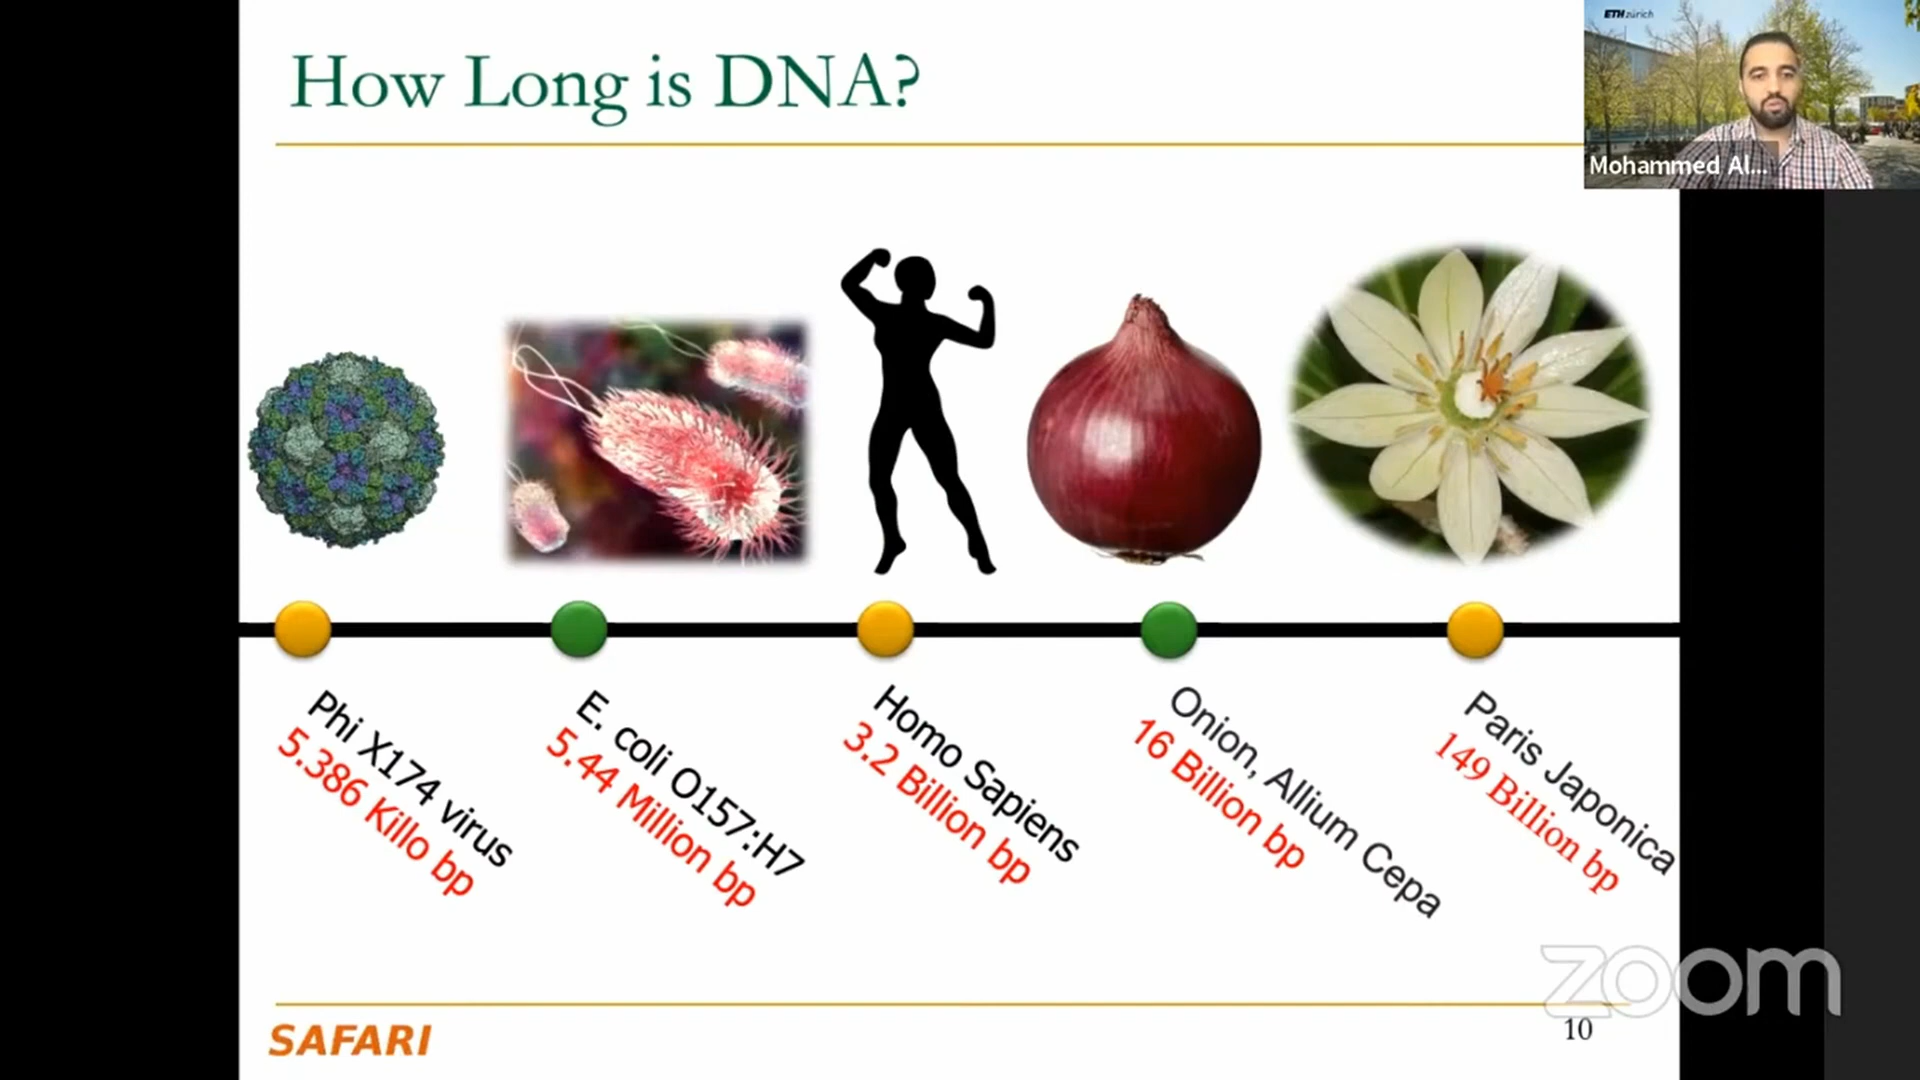 How Long is DNA?
ETH zürich
Mohammed Al...
Phi X174 virus
5.386 Killo bp
E. coli O157:H7
5.44 Million bp
Homo Sapiens
3.2 Billion bp
Onion, Allium Cepa
16 Billion bp
Paris Japonica
149 Billion bp
zoom
SAFARI
10